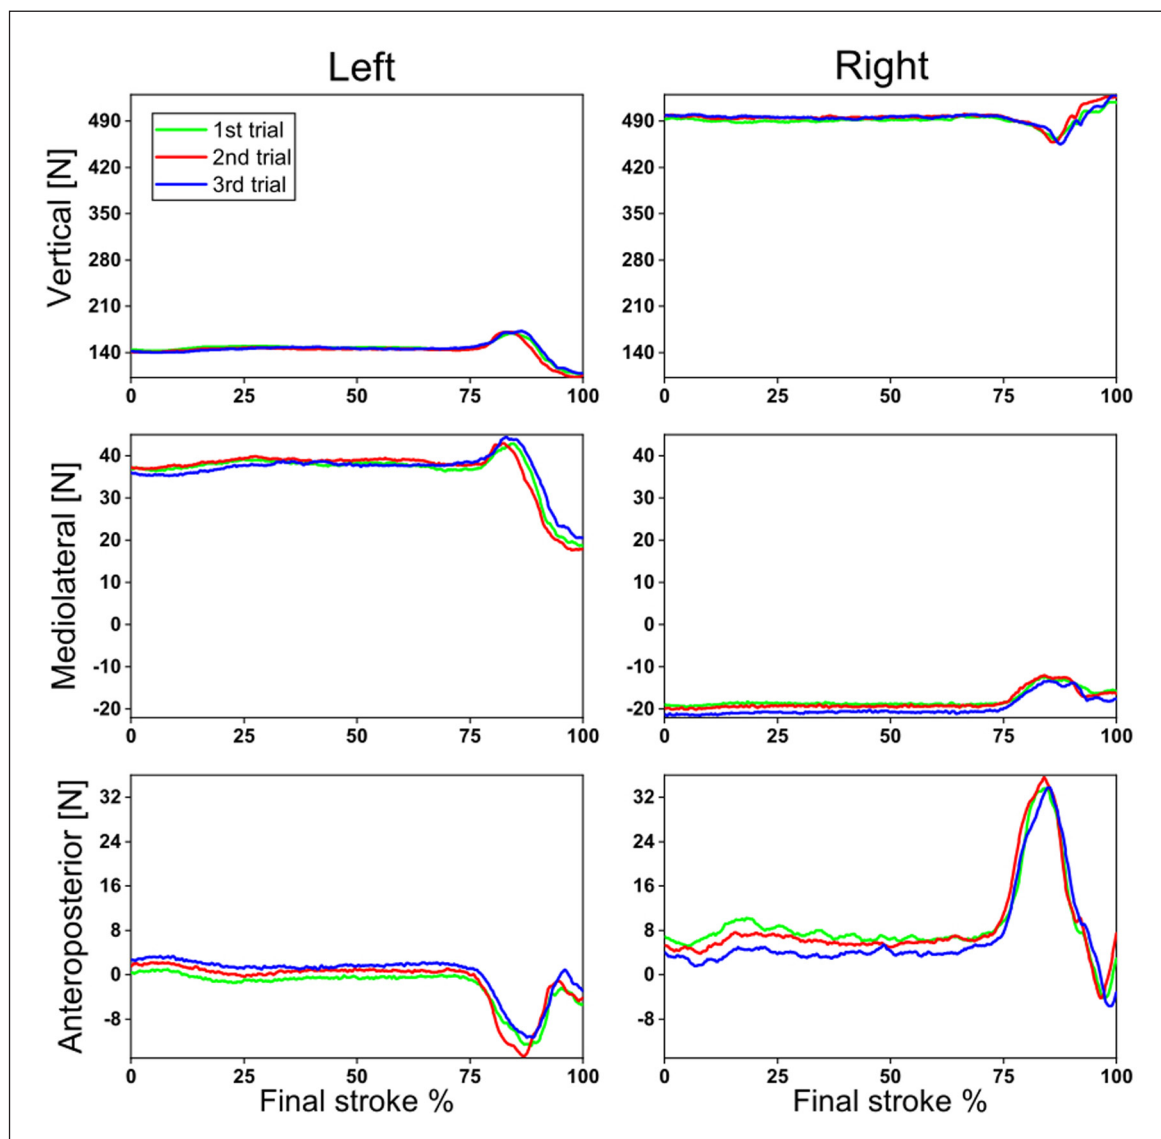 Left
Right
Vertical [N]
490
420
350
280
210
140
1st trial
2nd trial
3rd trial
0 25 50 75 100
490
420
350
280
210
140
0 25 50 75 100
Mediolateral [N]
40
30
20
10
0
-10
-20
0 25 50 75 100
40
30
20
10
0
-10
-20
0 25 50 75 100
Anteroposterior [N]
32
24
16
8
0
-8
0 25 50 75 100
Final stroke %
32
24
16
8
0
-8
0 25 50 75 100
Final stroke %